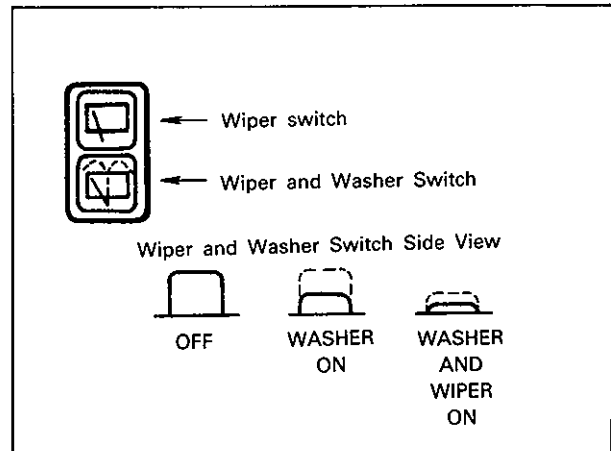 Wiper switch
Wiper and Washer Switch
Wiper and Washer Switch Side View
OFF
WASHER
ON
WASHER
AND
WIPER
ON